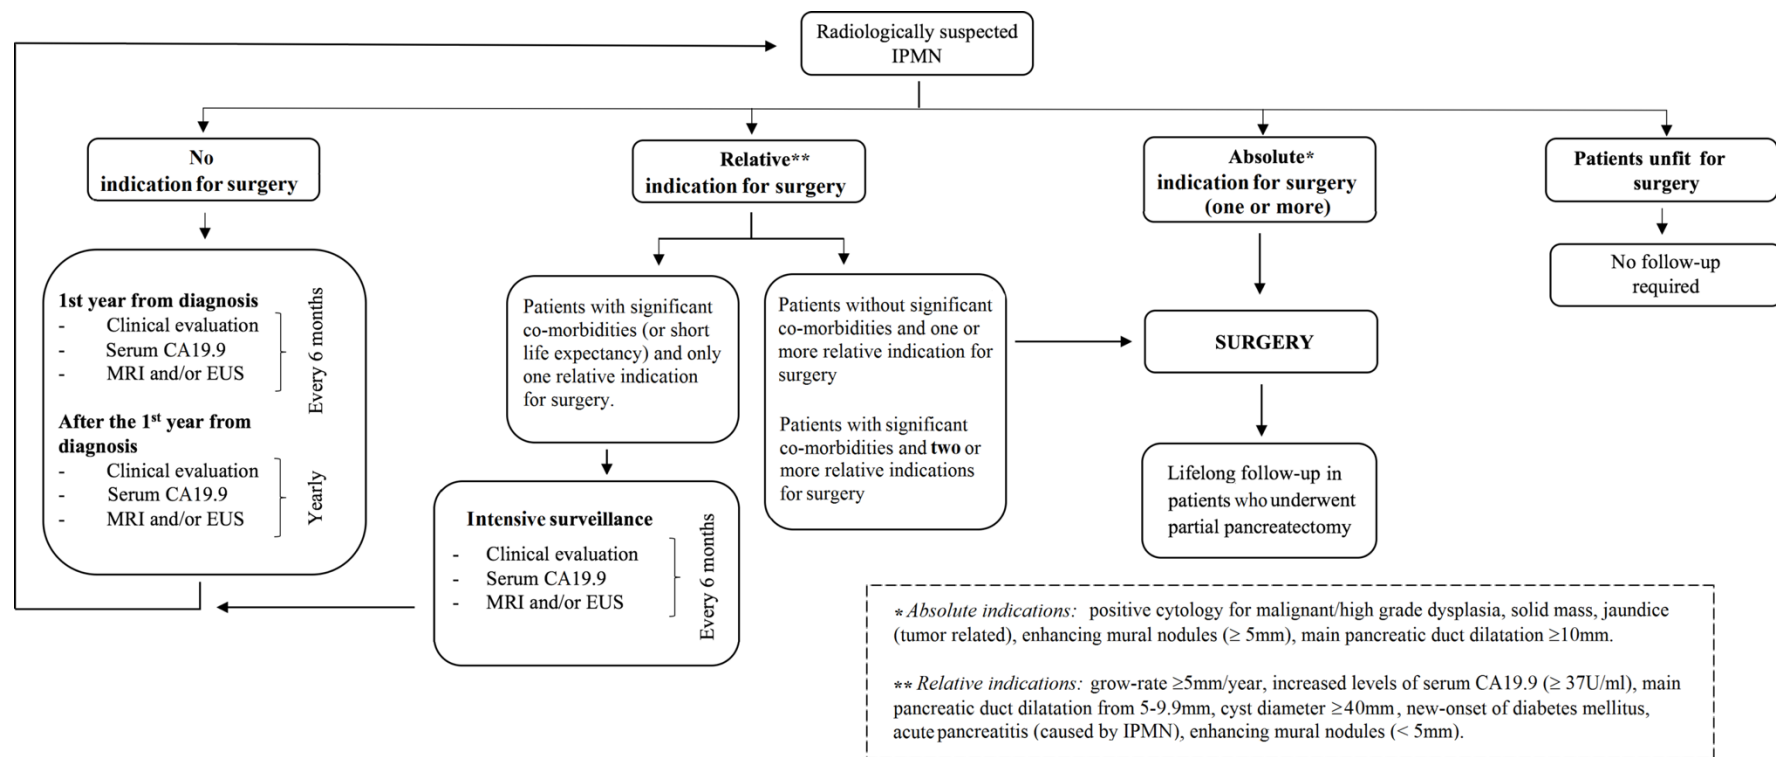 Radiologically suspected
IPMN
No
indication for surgery
Relative**
indication for surgery
Absolute*
indication for surgery
(one or more)
Patients unfit for
surgery
1st year from diagnosis
- Clinical evaluation
- Serum CA19.9
- MRI and/or EUS
Every 6 months
After the 1st year from
diagnosis
- Clinical evaluation
- Serum CA19.9
- MRI and/or EUS
Yearly
Patients with significant
co-morbidities (or short
life expectancy) and only
one relative indication
for surgery.
Patients without significant
co-morbidities and one or
more relative indication for
surgery
Patients with significant
co-morbidities and two or
more relative indications
for surgery
Intensive surveillance
- Clinical evaluation
- Serum CA19.9
- MRI and/or EUS
Every 6 months
SURGERY
Lifelong follow-up in
patients who underwent
partial pancreatectomy
No follow-up
required
* Absolute indications: positive cytology for malignant/high grade dysplasia, solid mass, jaundice
(tumor related), enhancing mural nodules (≥ 5mm), main pancreatic duct dilatation ≥10mm.
** Relative indications: grow-rate ≥5mm/year, increased levels of serum CA19.9 (≥ 37U/ml), main
pancreatic duct dilatation from 5-9.9mm, cyst diameter ≥40mm, new-onset of diabetes mellitus,
acute pancreatitis (caused by IPMN), enhancing mural nodules (< 5mm).